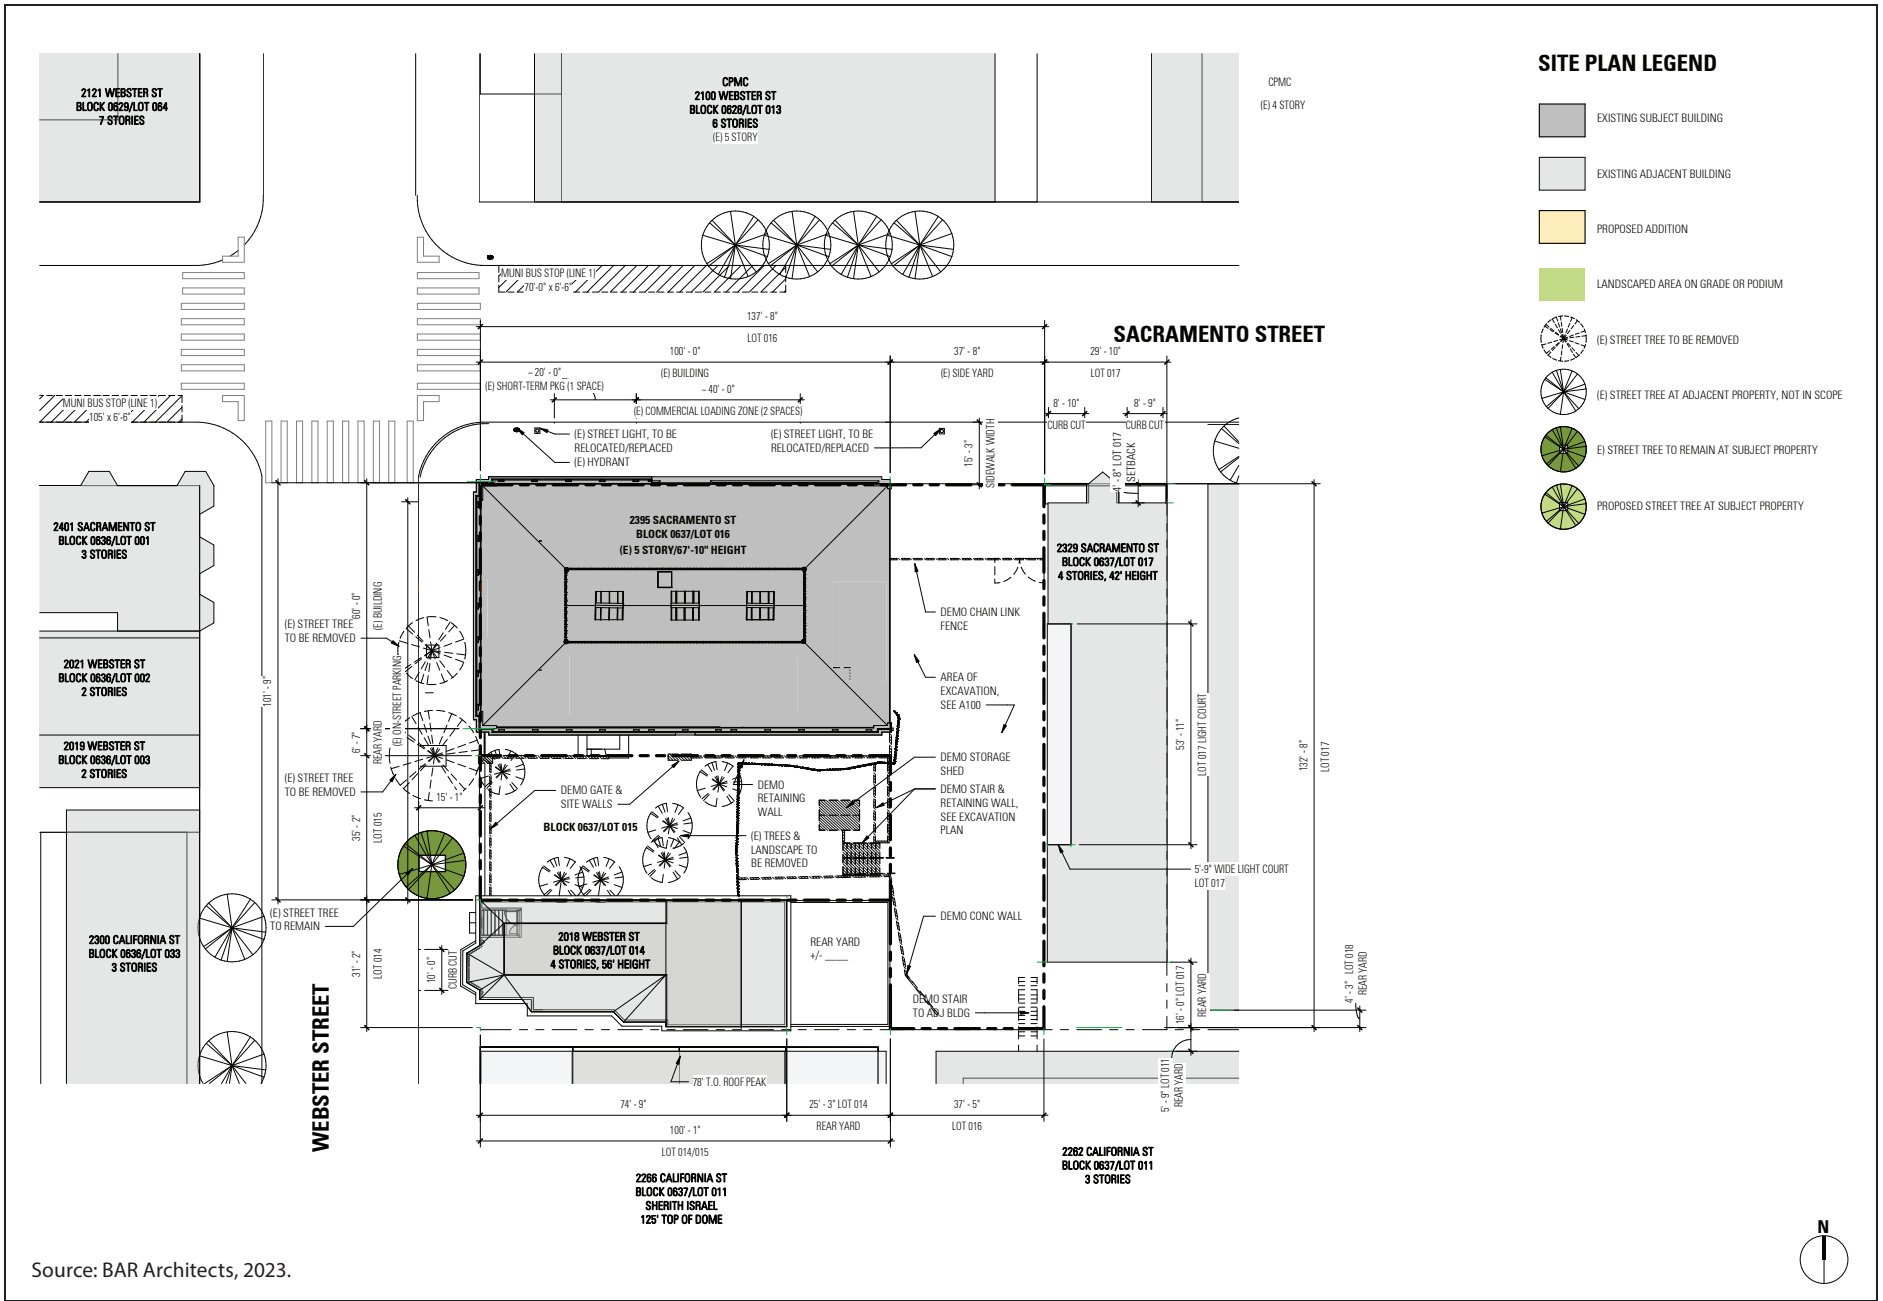 2121 WEBSTER ST
BLOCK 0629/LOT 064
7 STORIES
CPMC
2100 WEBSTER ST
BLOCK 0628/LOT 013
6 STORIES
(E) 5 STORY
CPMC
(E) 4 STORY
SITE PLAN LEGEND
EXISTING SUBJECT BUILDING
EXISTING ADJACENT BUILDING
PROPOSED ADDITION
LANDSCAPED AREA ON GRADE OR PODIUM
(E) STREET TREE TO BE REMOVED
(E) STREET TREE AT ADJACENT PROPERTY, NOT IN SCOPE
E) STREET TREE TO REMAIN AT SUBJECT PROPERTY
PROPOSED STREET TREE AT SUBJECT PROPERTY
MUNI BUS STOP (LINE 1)
70'-0" x 6'-6"
137' - 8"
LOT 016
SACRAMENTO STREET
100' - 0"
(E) BUILDING
37' - 8"
(E) SIDE YARD
29' - 10"
LOT 017
~ 20' - 0"
(E) SHORT-TERM PKG (1 SPACE)
~ 40' - 0"
(E) COMMERCIAL LOADING ZONE (2 SPACES)
8' - 10"
CURB CUT
8' - 9"
CURB CUT
MUNI BUS STOP (LINE 1)
105' x 6'-6"
(E) STREET LIGHT, TO BE
RELOCATED/REPLACED
(E) HYDRANT
(E) STREET LIGHT, TO BE
RELOCATED/REPLACED
15' - 3"
SIDEWALK WIDTH
4' - 8" LOT 017
SETBACK
2401 SACRAMENTO ST
BLOCK 0636/LOT 001
3 STORIES
2395 SACRAMENTO ST
BLOCK 0637/LOT 016
(E) 5 STORY/67'-10" HEIGHT
2329 SACRAMENTO ST
BLOCK 0637/LOT 017
4 STORIES, 42' HEIGHT
60' - 0"
(E) BUILDING
(E) STREET TREE
TO BE REMOVED
DEMO CHAIN LINK
FENCE
2021 WEBSTER ST
BLOCK 0636/LOT 002
2 STORIES
101' - 9"
(E) ON-STREET PARKING
AREA OF
EXCAVATION,
SEE A100
53' - 11"
LOT 017 LIGHT COURT
132' - 8"
LOT 017
2019 WEBSTER ST
BLOCK 0636/LOT 003
2 STORIES
6' - 7"
REAR YARD
(E) STREET TREE
TO BE REMOVED
15' - 1"
DEMO GATE &
SITE WALLS
DEMO
RETAINING
WALL
DEMO STORAGE
SHED
DEMO STAIR &
RETAINING WALL,
SEE EXCAVATION
PLAN
BLOCK 0637/LOT 015
(E) TREES &
LANDSCAPE TO
BE REMOVED
35' - 2"
LOT 015
5'-9" WIDE LIGHT COURT
LOT 017
(E) STREET TREE
TO REMAIN
DEMO CONC WALL
2300 CALIFORNIA ST
BLOCK 0636/LOT 033
3 STORIES
31' - 2"
LOT 014
10' - 0"
CURB CUT
2018 WEBSTER ST
BLOCK 0637/LOT 014
4 STORIES, 56' HEIGHT
REAR YARD
+/- ____
DEMO STAIR
TO ADJ BLDG
16' - 0" LOT 017
REAR YARD
4' - 3" LOT 018
REAR YARD
WEBSTER STREET
78' T.O. ROOF PEAK
5' - 9" LOT 011
REAR YARD
74' - 9"
25' - 3" LOT 014
REAR YARD
37' - 5"
LOT 016
100' - 1"
LOT 014/015
2266 CALIFORNIA ST
BLOCK 0637/LOT 011
SHERITH ISRAEL
125' TOP OF DOME
2262 CALIFORNIA ST
BLOCK 0637/LOT 011
3 STORIES
N
Source: BAR Architects, 2023.